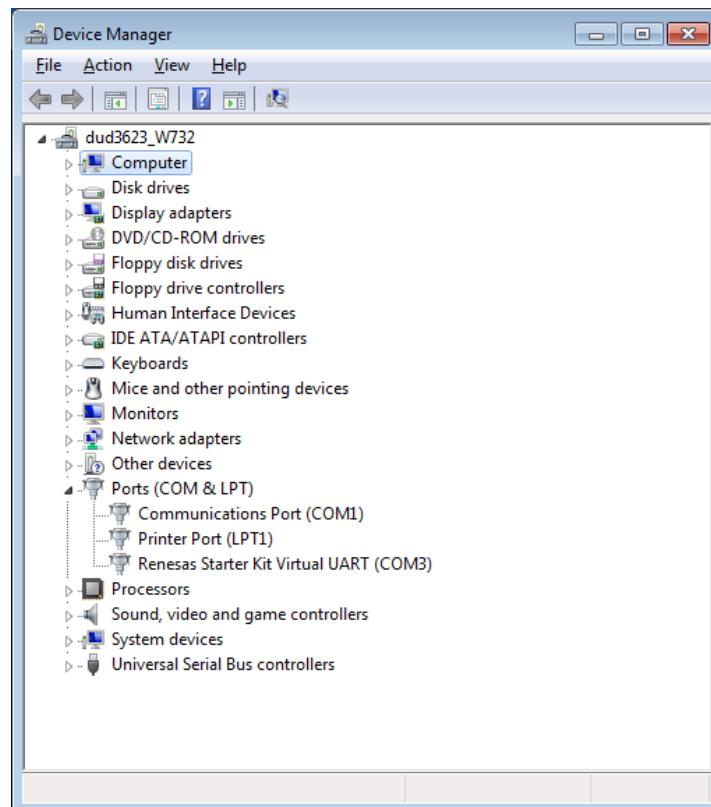 Device Manager
File Action View Help
dud3623_W732
Computer
Disk drives
Display adapters
DVD/CD-ROM drives
Floppy disk drives
Floppy drive controllers
Human Interface Devices
IDE ATA/ATAPI controllers
Keyboards
Mice and other pointing devices
Monitors
Network adapters
Other devices
Ports (COM & LPT)
Communications Port (COM1)
Printer Port (LPT1)
Renesas Starter Kit Virtual UART (COM3)
Processors
Sound, video and game controllers
System devices
Universal Serial Bus controllers